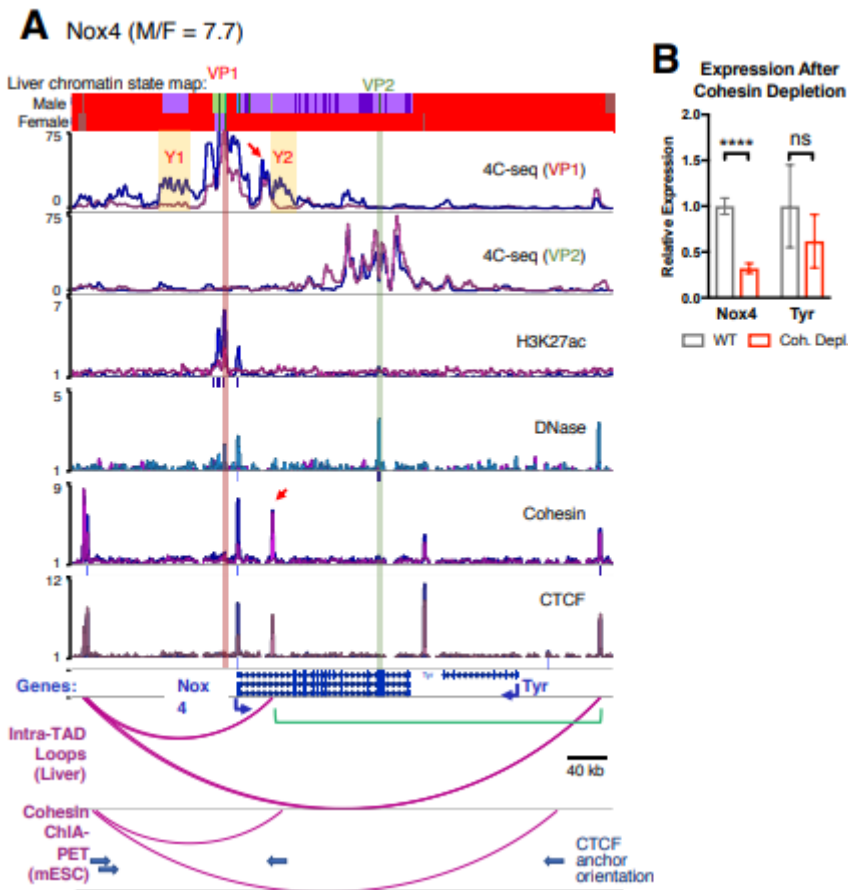 A Nox4 (M/F = 7.7)
VP1
Liver chromatin state map:
VP2
Male
Female
75
Y1
Y2
4C-seq (VP1)
0
75
4C-seq (VP2)
0
7
H3K27ac
1
5
DNase
1
9
Cohesin
1
12
CTCF
1
Genes:
Nox
4
Tyr
Tyr
Intra-TAD
Loops
(Liver)
40 kb
Cohesin
ChIA-
PET
(mESC)
CTCF
anchor
orientation
B
Expression After
Cohesin Depletion
Relative Expression
2.0
1.5
1.0
0.5
0.0
****
ns
Nox4
Tyr
WT
Coh. Depl.